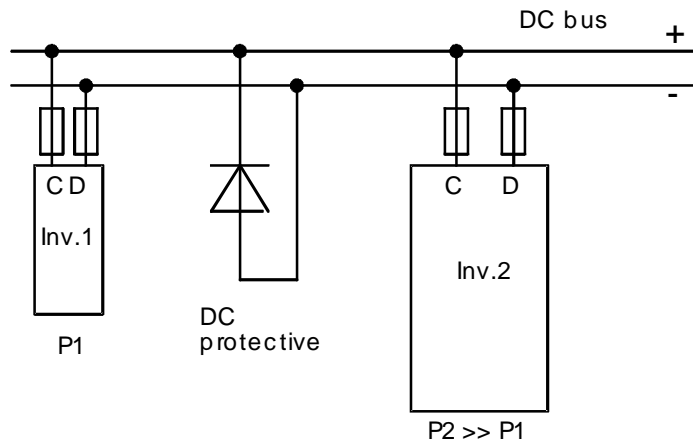 DC bus
+
-
C D
C D
Inv.1
Inv.2
DC
protective
P1
P2 >> P1